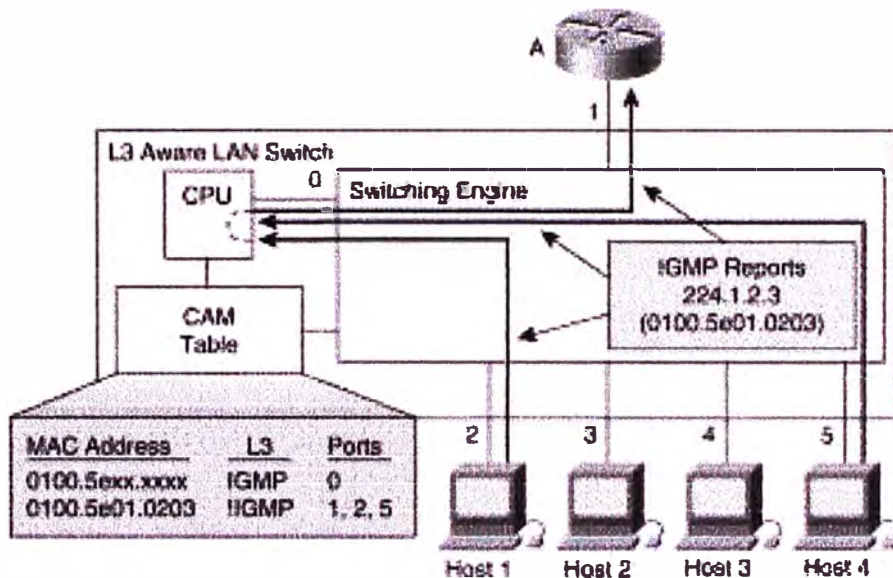 A
1
L3 Aware LAN Switch
0
CPU
Switching Engine
IGMP Reports
224.1.2.3
(0100.5e01.0203)
CAM
Table
2 3 4 5
MAC Address L3 Ports
0100.5exx.xxxx IGMP 0
0100.5e01.0203 !IGMP 1, 2, 5
Host 1 Host 2 Host 3 Host 4